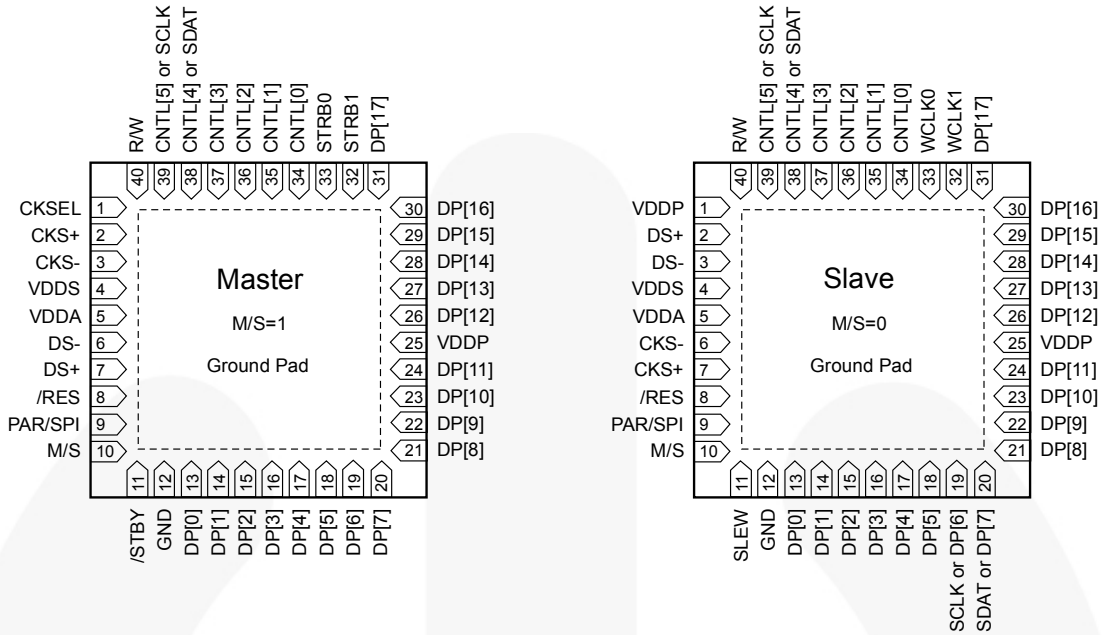 R/W
CNTL[5] or SCLK
CNTL[4] or SDAT
CNTL[3]
CNTL[2]
CNTL[1]
CNTL[0]
STRB0
STRB1
DP[17]
40 39 38 37 36 35 34 33 32 31
CKSEL 1
CKS+ 2
CKS- 3
VDDS 4
VDDA 5
DS- 6
DS+ 7
/RES 8
PAR/SPI 9
M/S 10
Master
M/S=1
Ground Pad
30 DP[16]
29 DP[15]
28 DP[14]
27 DP[13]
26 DP[12]
25 VDDP
24 DP[11]
23 DP[10]
22 DP[9]
21 DP[8]
11 12 13 14 15 16 17 18 19 20
/STBY
GND
DP[0]
DP[1]
DP[2]
DP[3]
DP[4]
DP[5]
DP[6]
DP[7]
R/W
CNTL[5] or SCLK
CNTL[4] or SDAT
CNTL[3]
CNTL[2]
CNTL[1]
CNTL[0]
WCLK0
WCLK1
DP[17]
40 39 38 37 36 35 34 33 32 31
VDDP 1
DS+ 2
DS- 3
VDDS 4
VDDA 5
CKS- 6
CKS+ 7
/RES 8
PAR/SPI 9
M/S 10
Slave
M/S=0
Ground Pad
30 DP[16]
29 DP[15]
28 DP[14]
27 DP[13]
26 DP[12]
25 VDDP
24 DP[11]
23 DP[10]
22 DP[9]
21 DP[8]
11 12 13 14 15 16 17 18 19 20
SLEW
GND
DP[0]
DP[1]
DP[2]
DP[3]
DP[4]
DP[5]
SCLK or DP[6]
SDAT or DP[7]